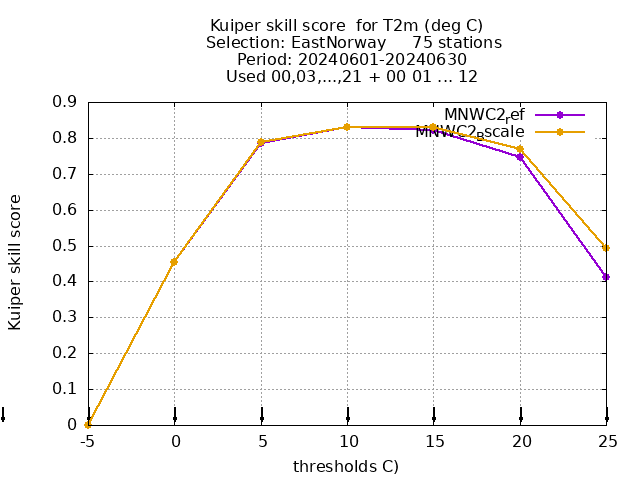 Kuiper skill score  for T2m (deg C)
Selection: EastNorway     75 stations
Period: 20240601-20240630
Used 00,03,...,21 + 00 01 ... 12
0.9
0.8
0.7
0.6
0.5
0.4
0.3
0.2
0.1
0
Kuiper skill score
MNWC2ref
MNWC2pscale
-5 0 5 10 15 20 25
thresholds C)